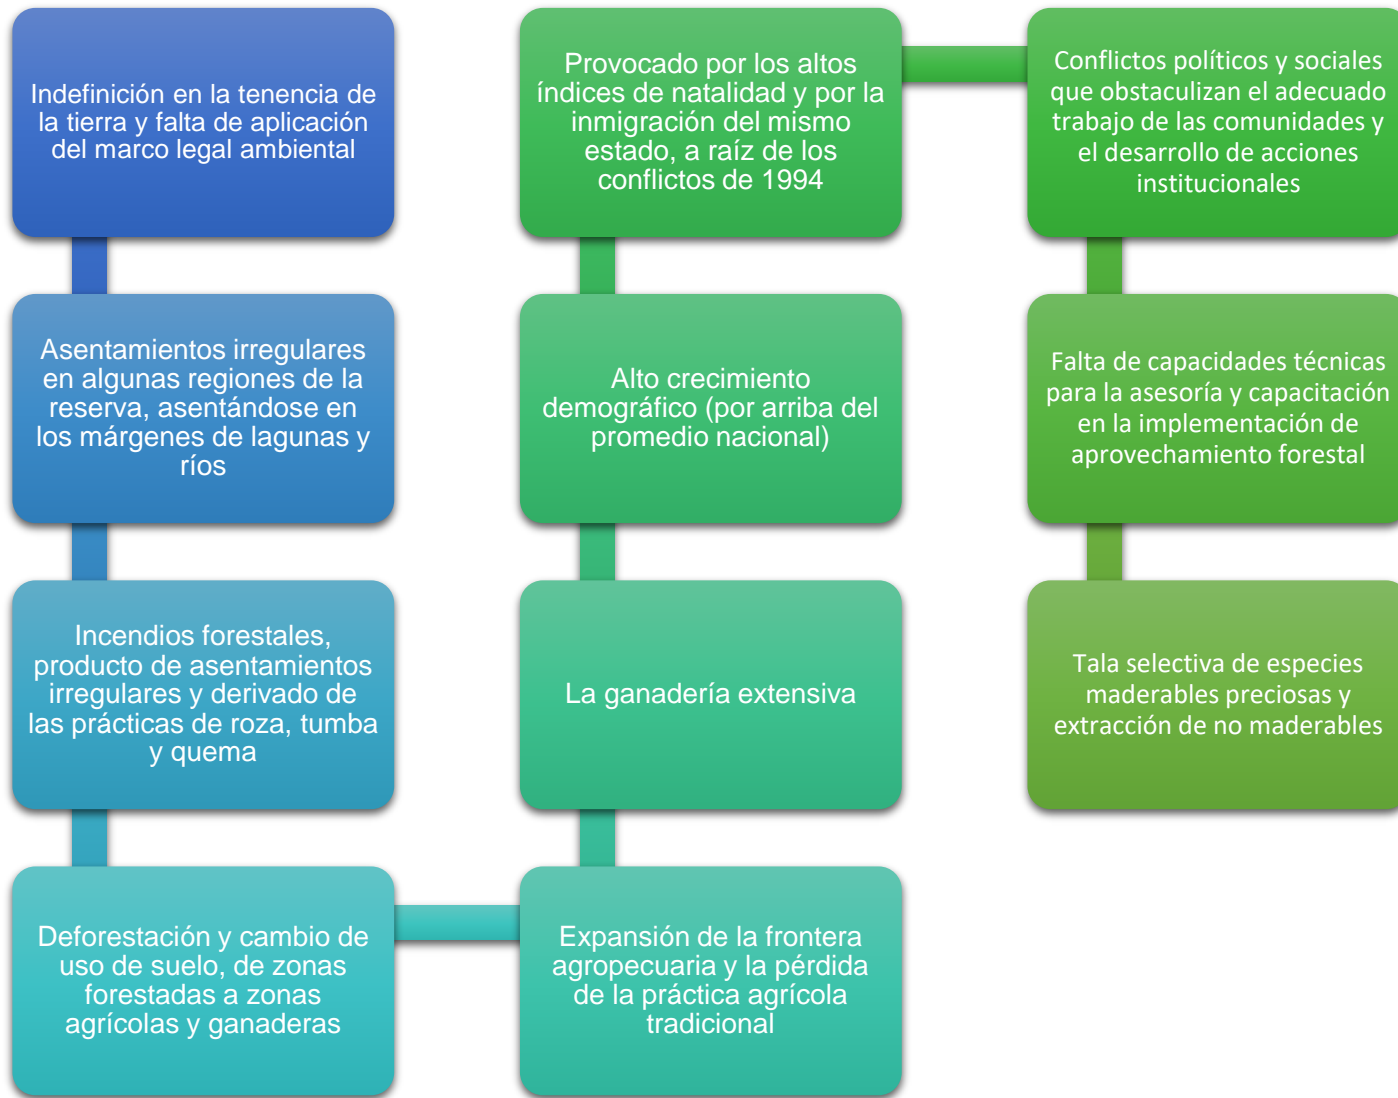 Indefinición en la tenencia de
la tierra y falta de aplicación
del marco legal ambiental
Asentamientos irregulares
en algunas regiones de la
reserva, asentándose en
los márgenes de lagunas y
ríos
Incendios forestales,
producto de asentamientos
irregulares y derivado de
las prácticas de roza, tumba
y quema
Deforestación y cambio de
uso de suelo, de zonas
forestadas a zonas
agrícolas y ganaderas
Expansión de la frontera
agropecuaria y la pérdida
de la práctica agrícola
tradicional
La ganadería extensiva
Alto crecimiento
demográfico (por arriba del
promedio nacional)
Provocado por los altos
índices de natalidad y por la
inmigración del mismo
estado, a raíz de los
conflictos de 1994
Conflictos políticos y sociales
que obstaculizan el adecuado
trabajo de las comunidades y
el desarrollo de acciones
institucionales
Falta de capacidades técnicas
para la asesoría y capacitación
en la implementación de
aprovechamiento forestal
Tala selectiva de especies
maderables preciosas y
extracción de no maderables